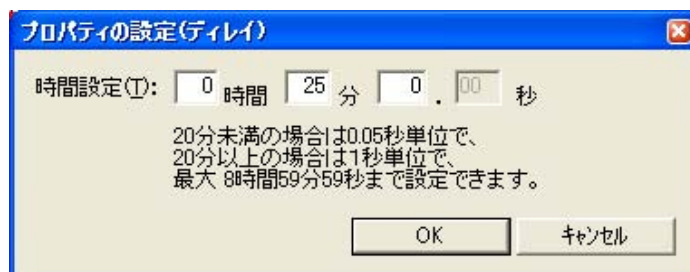 プロパティの設定(ディレイ)
時間設定(T): 0 時間 25 分 0 . 00 秒
20分未満の場合は0.05秒単位で、
20分以上の場合は1秒単位で、
最大 8時間59分59秒まで設定できます。
OK キャンセル